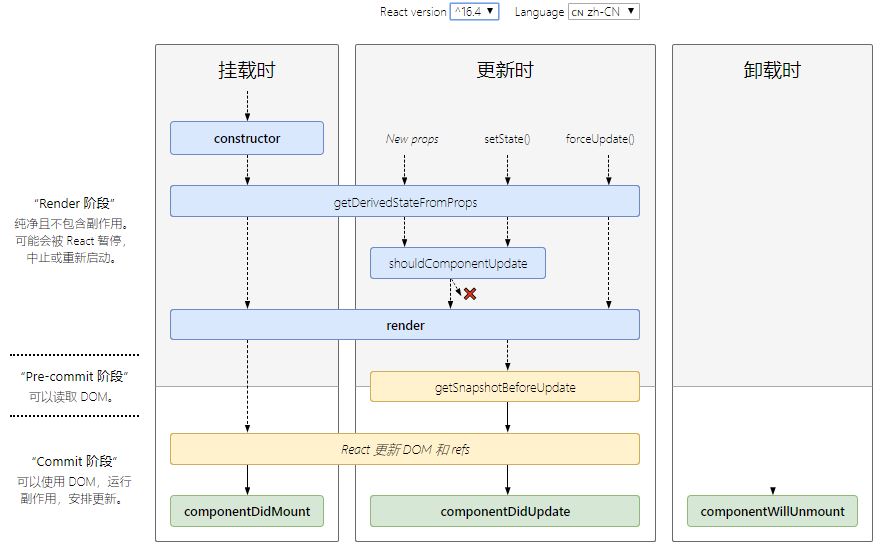 React version ^16.4 Language CN zh-CN
挂载时
更新时
卸载时
constructor
New props
setState()
forceUpdate()
getDerivedStateFromProps
“Render 阶段”
纯净且不包含副作用。
可能会被 React 暂停，
中止或重新启动。
shouldComponentUpdate
render
“Pre-commit 阶段”
可以读取 DOM。
getSnapshotBeforeUpdate
React 更新 DOM 和 refs
“Commit 阶段”
可以使用 DOM，运行
副作用，安排更新。
componentDidMount
componentDidUpdate
componentWillUnmount